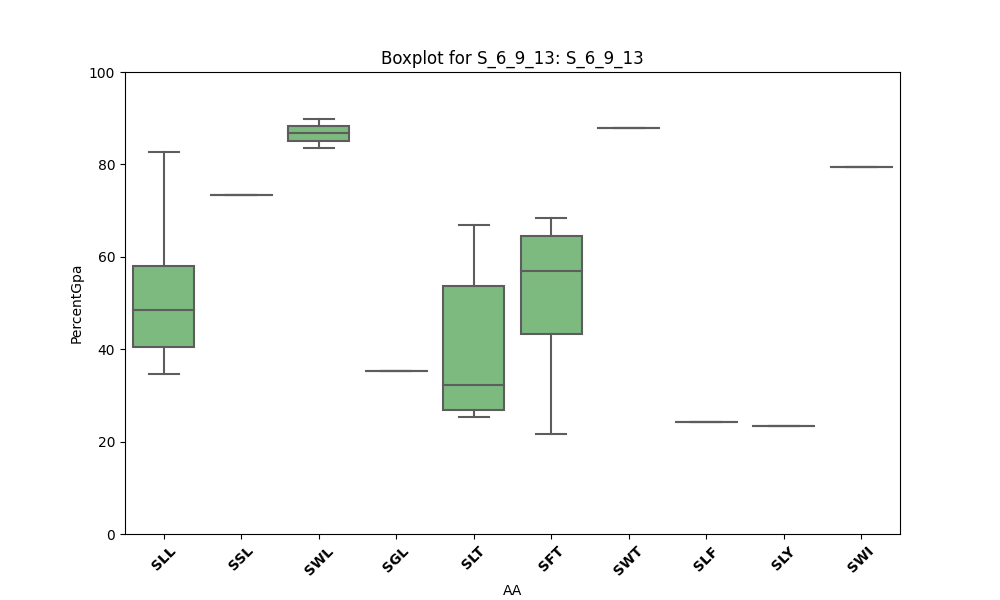 Boxplot for S_6_9_13: S_6_9_13
100
80
60
40
20
0
PercentGpa
SLL SSL SWL SGL SLT SFT SWT SLF SLY SWI
AA